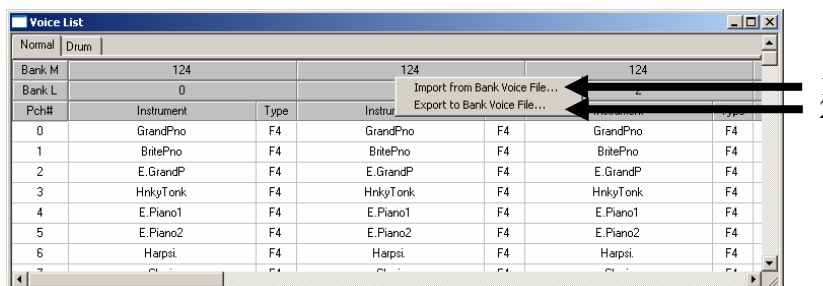 Voice List
Normal Drum
Bank M 124 124 124
Bank L 0 2
Import from Bank Voice File...
Export to Bank Voice File...
Pch# Instrument Type F4 Instrument Type
0 GrandPno F4 GrandPno F4 GrandPno F4
1 BritePno F4 BritePno F4 BritePno F4
2 E.GrandP F4 E.GrandP F4 E.GrandP F4
3 HnkyTonk F4 HnkyTonk F4 HnkyTonk F4
4 E.Piano1 F4 E.Piano1 F4 E.Piano1 F4
5 E.Piano2 F4 E.Piano2 F4 E.Piano2 F4
6 Harpsi. F4 Harpsi. F4 Harpsi. F4